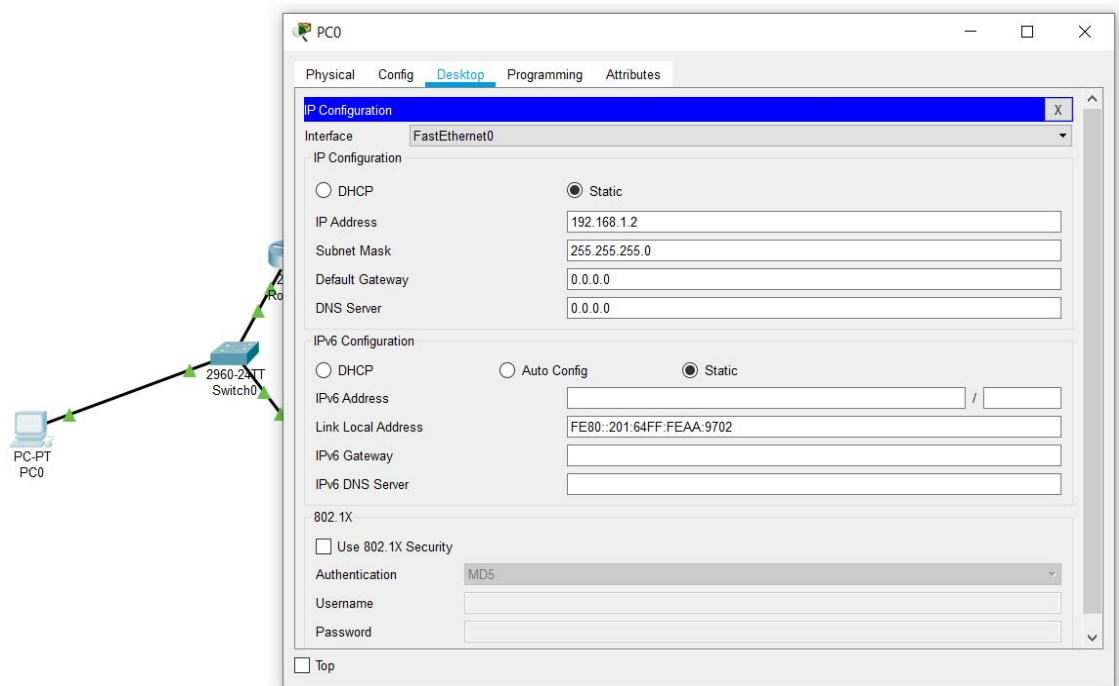 PC0
Physical Config Desktop Programming Attributes
IP Configuration X
Interface FastEthernet0
IP Configuration
DHCP Static
IP Address 192.168.1.2
Subnet Mask 255.255.255.0
Default Gateway 0.0.0.0
DNS Server 0.0.0.0
IPv6 Configuration
DHCP Auto Config Static
IPv6 Address /
Link Local Address FE80::201:64FF:FEAA:9702
IPv6 Gateway
IPv6 DNS Server
802.1X
Use 802.1X Security
Authentication MD5
Username
Password
Top
2
Ro
2960-24TT
Switch0
PC-PT
PC0